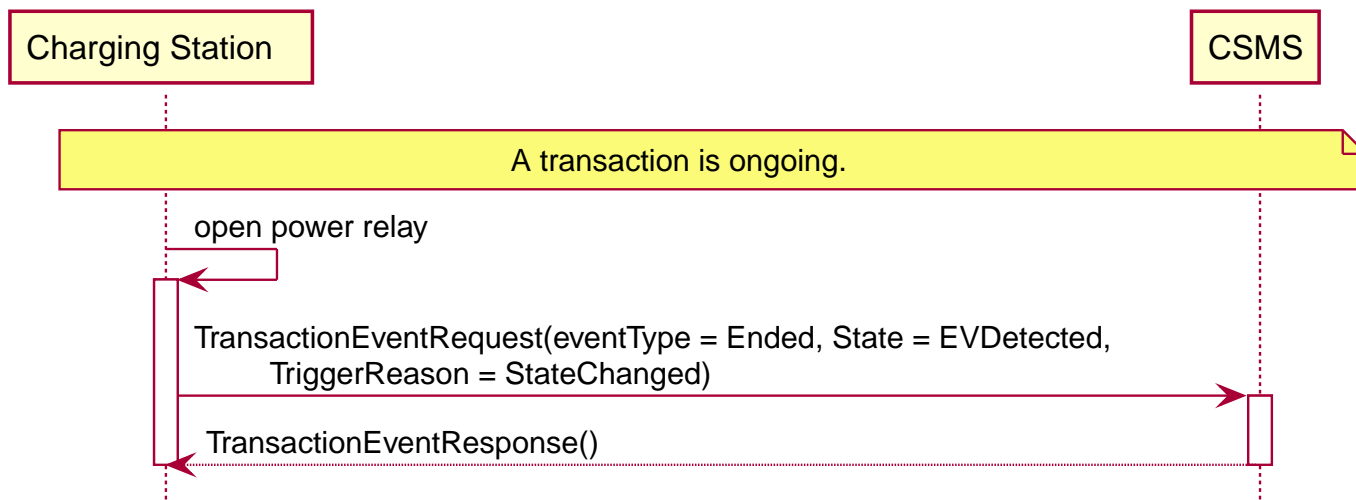 Charging Station
CSMS
A transaction is ongoing.
open power relay
TransactionEventRequest(eventType = Ended, State = EVDetected,
TriggerReason = StateChanged)
TransactionEventResponse()